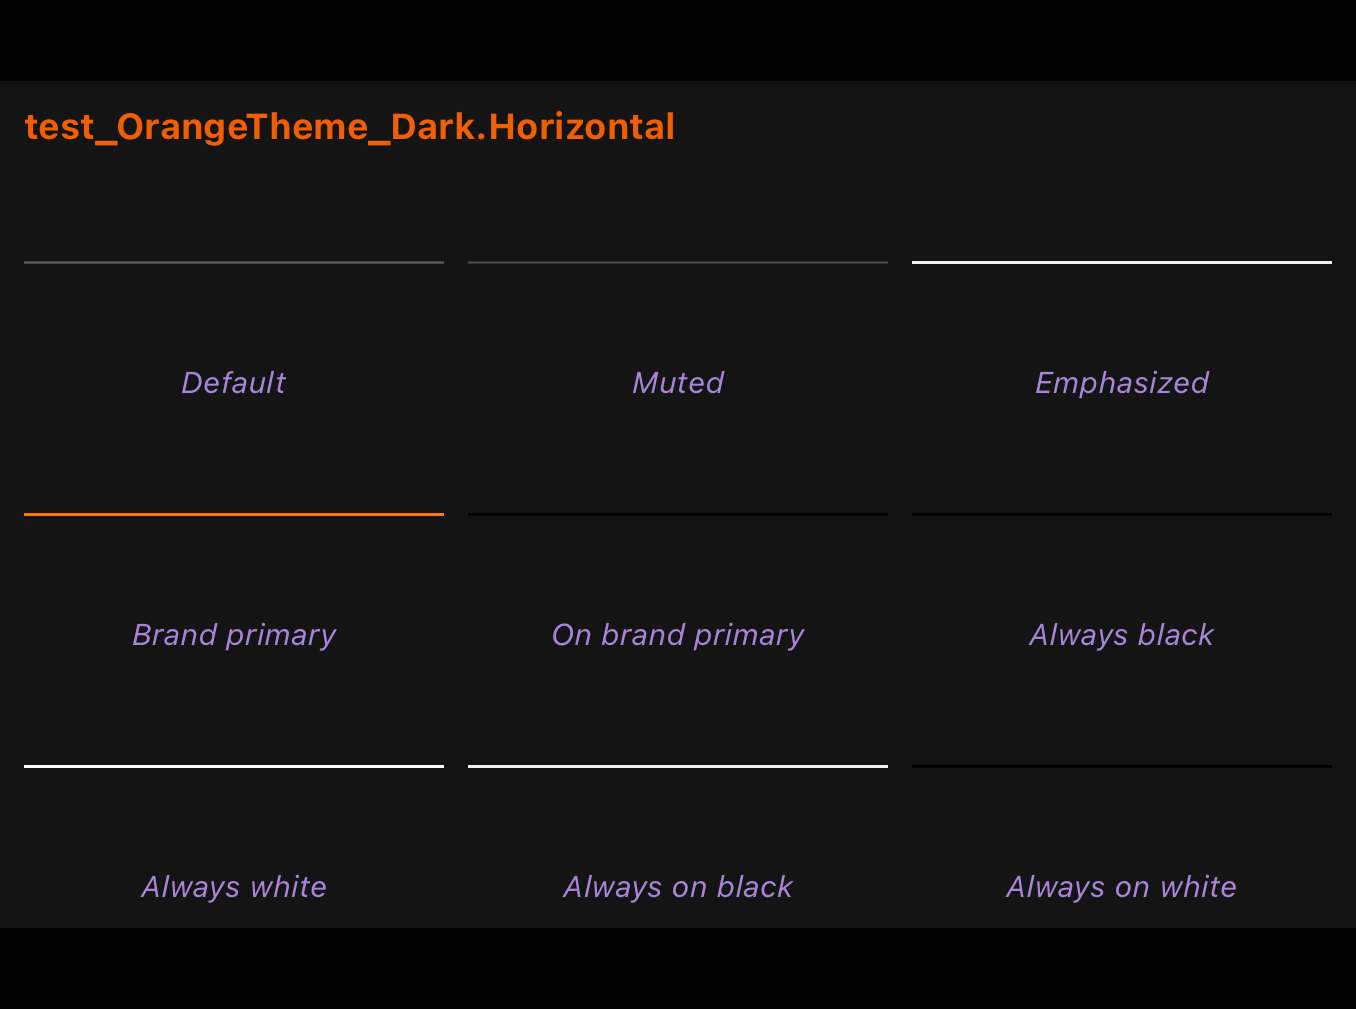 test_OrangeTheme_Dark.Horizontal
Default
Muted
Emphasized
Brand primary
On brand primary
Always black
Always white
Always on black
Always on white